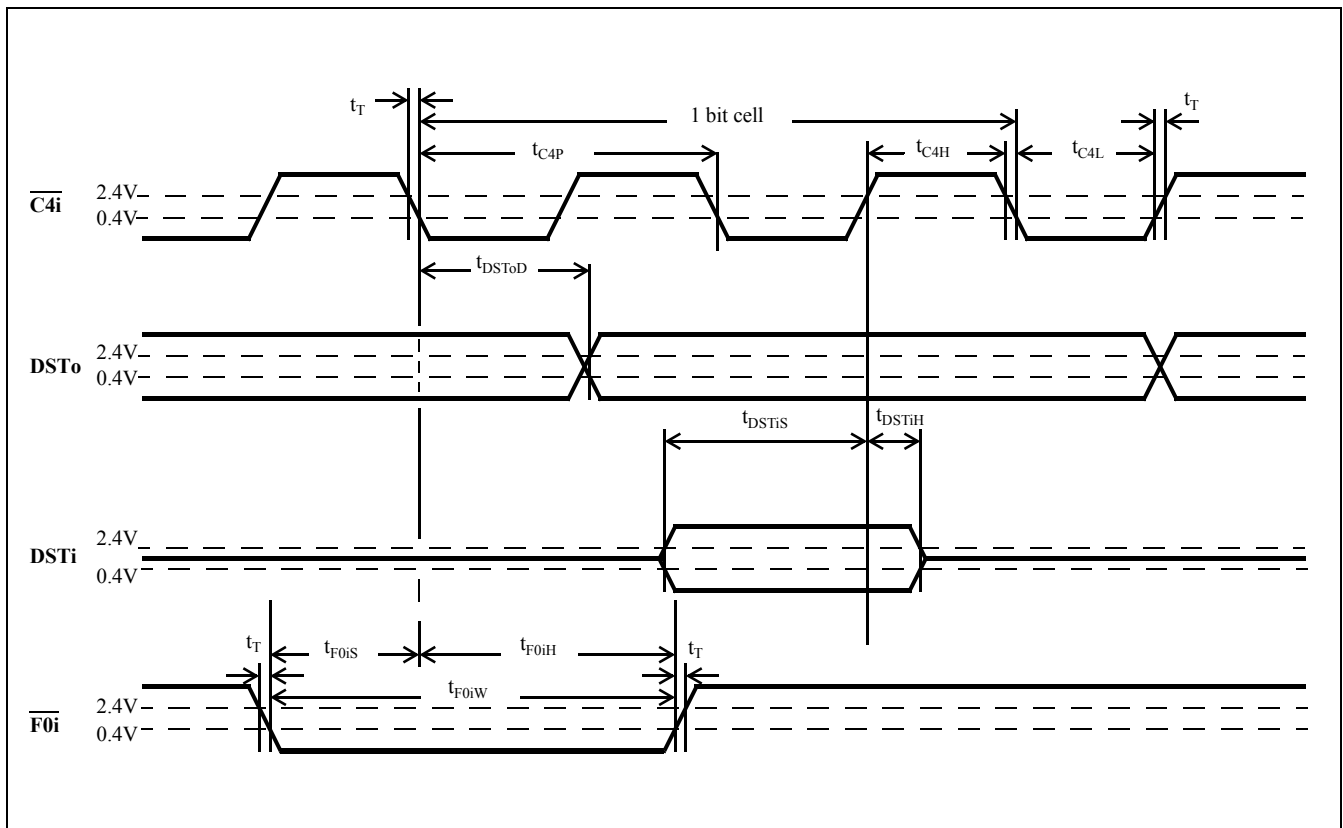 tT
1 bit cell
tT
tC4P
tC4H
tC4L
C4i
2.4V
0.4V
tDSToD
DSTo
2.4V
0.4V
tDSTiS
tDSTiH
DSTi
2.4V
0.4V
tT
tF0iS
tF0iH
tT
tF0iW
F0i
2.4V
0.4V